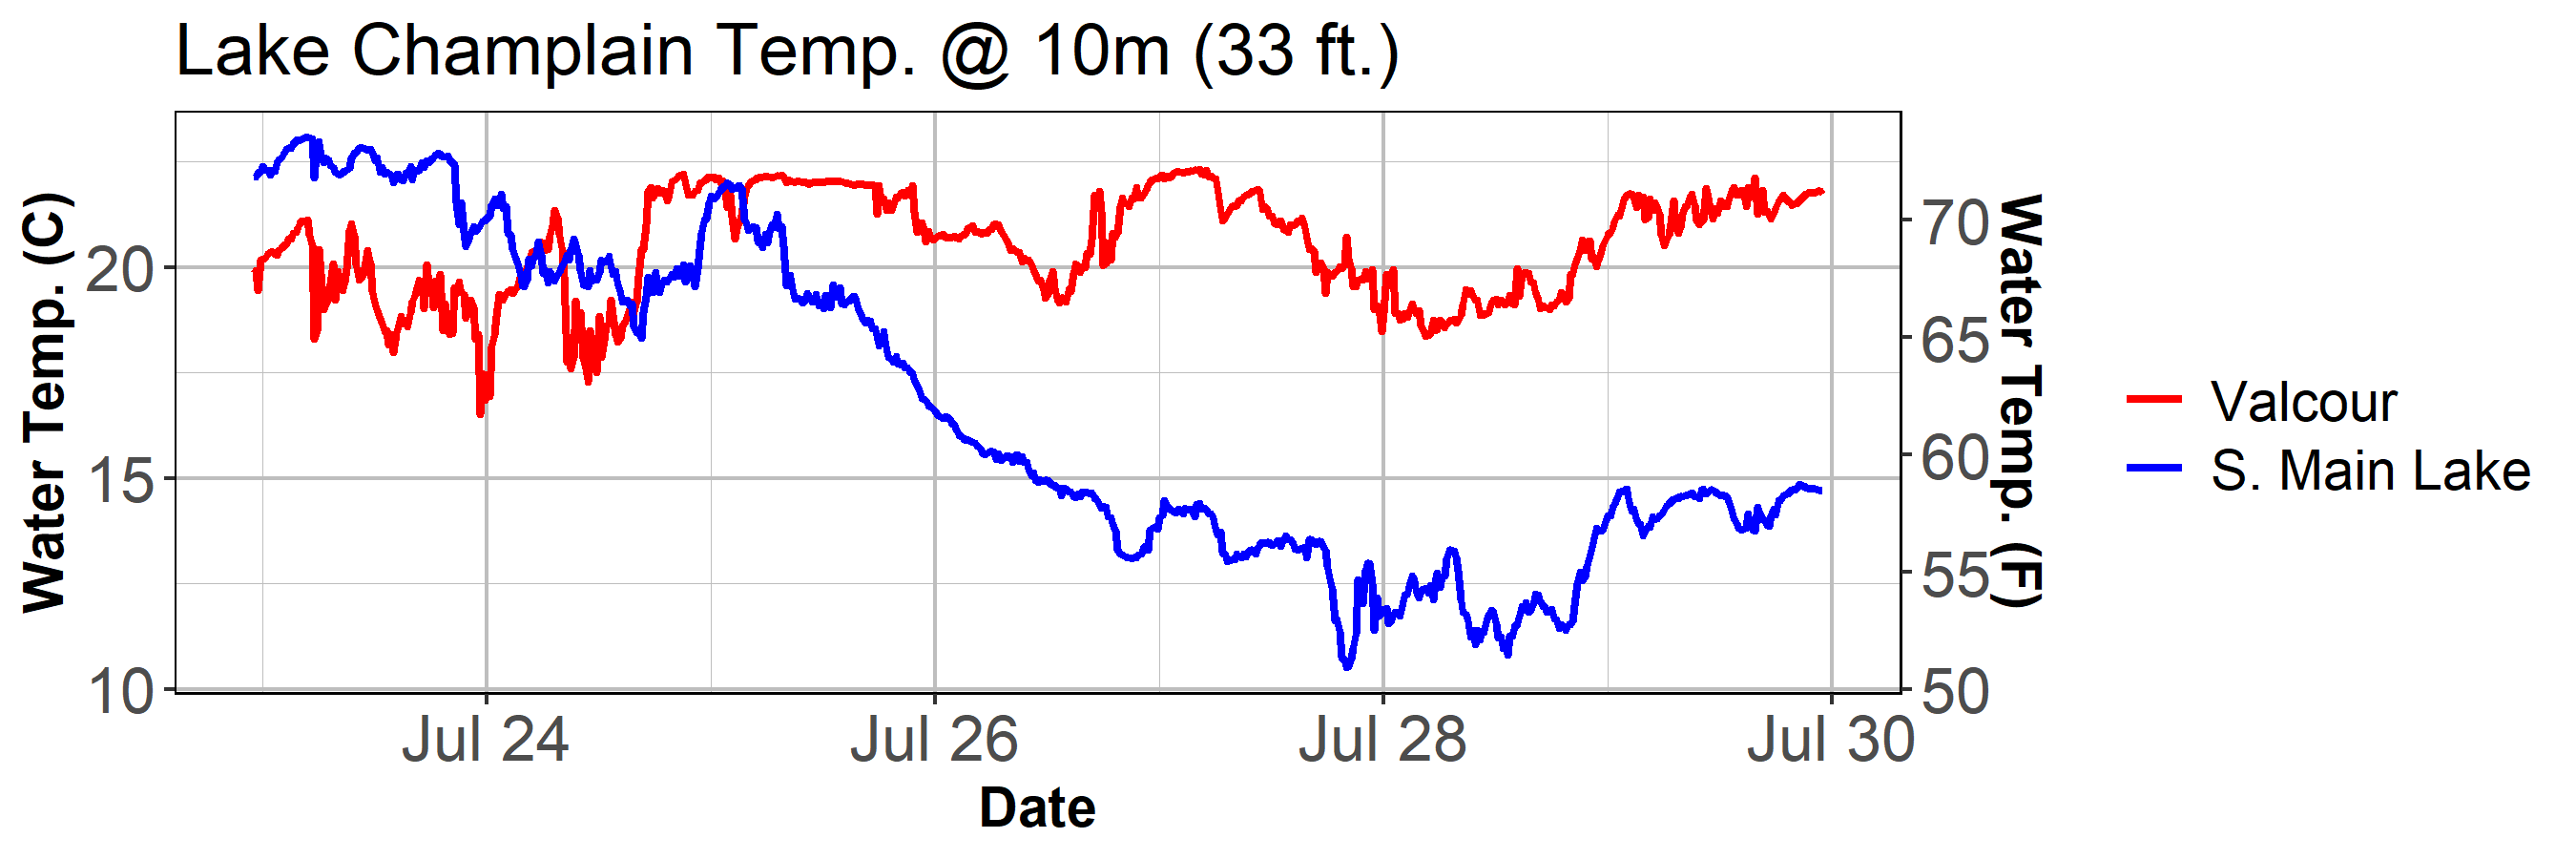 Lake Champlain Temp. @ 10m (33 ft.)
Water Temp. (C)
20
15
10
70
65
60
55
50
Water Temp. (F)
Jul 24
Jul 26
Jul 28
Jul 30
Date
Valcour
S. Main Lake